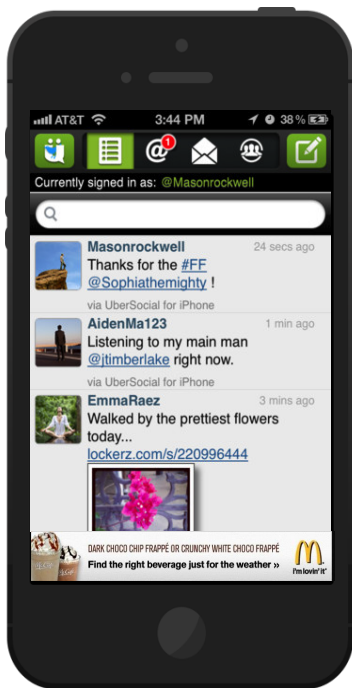 AT&T 3:44 PM 38%
@ 1
Currently signed in as: @Masonrockwell
Masonrockwell 24 secs ago
Thanks for the #FF
@Sophiathemighty !
via UberSocial for iPhone
AidenMa123 1 min ago
Listening to my main man
@jtimberlake right now.
via UberSocial for iPhone
EmmaRaez 3 mins ago
Walked by the prettiest flowers
today...
lockerz.com/s/220996444
DARK CHOCO CHIP FRAPPÉ OR CRUNCHY WHITE CHOCO FRAPPÉ
Find the right beverage just for the weather »
i'm lovin' it